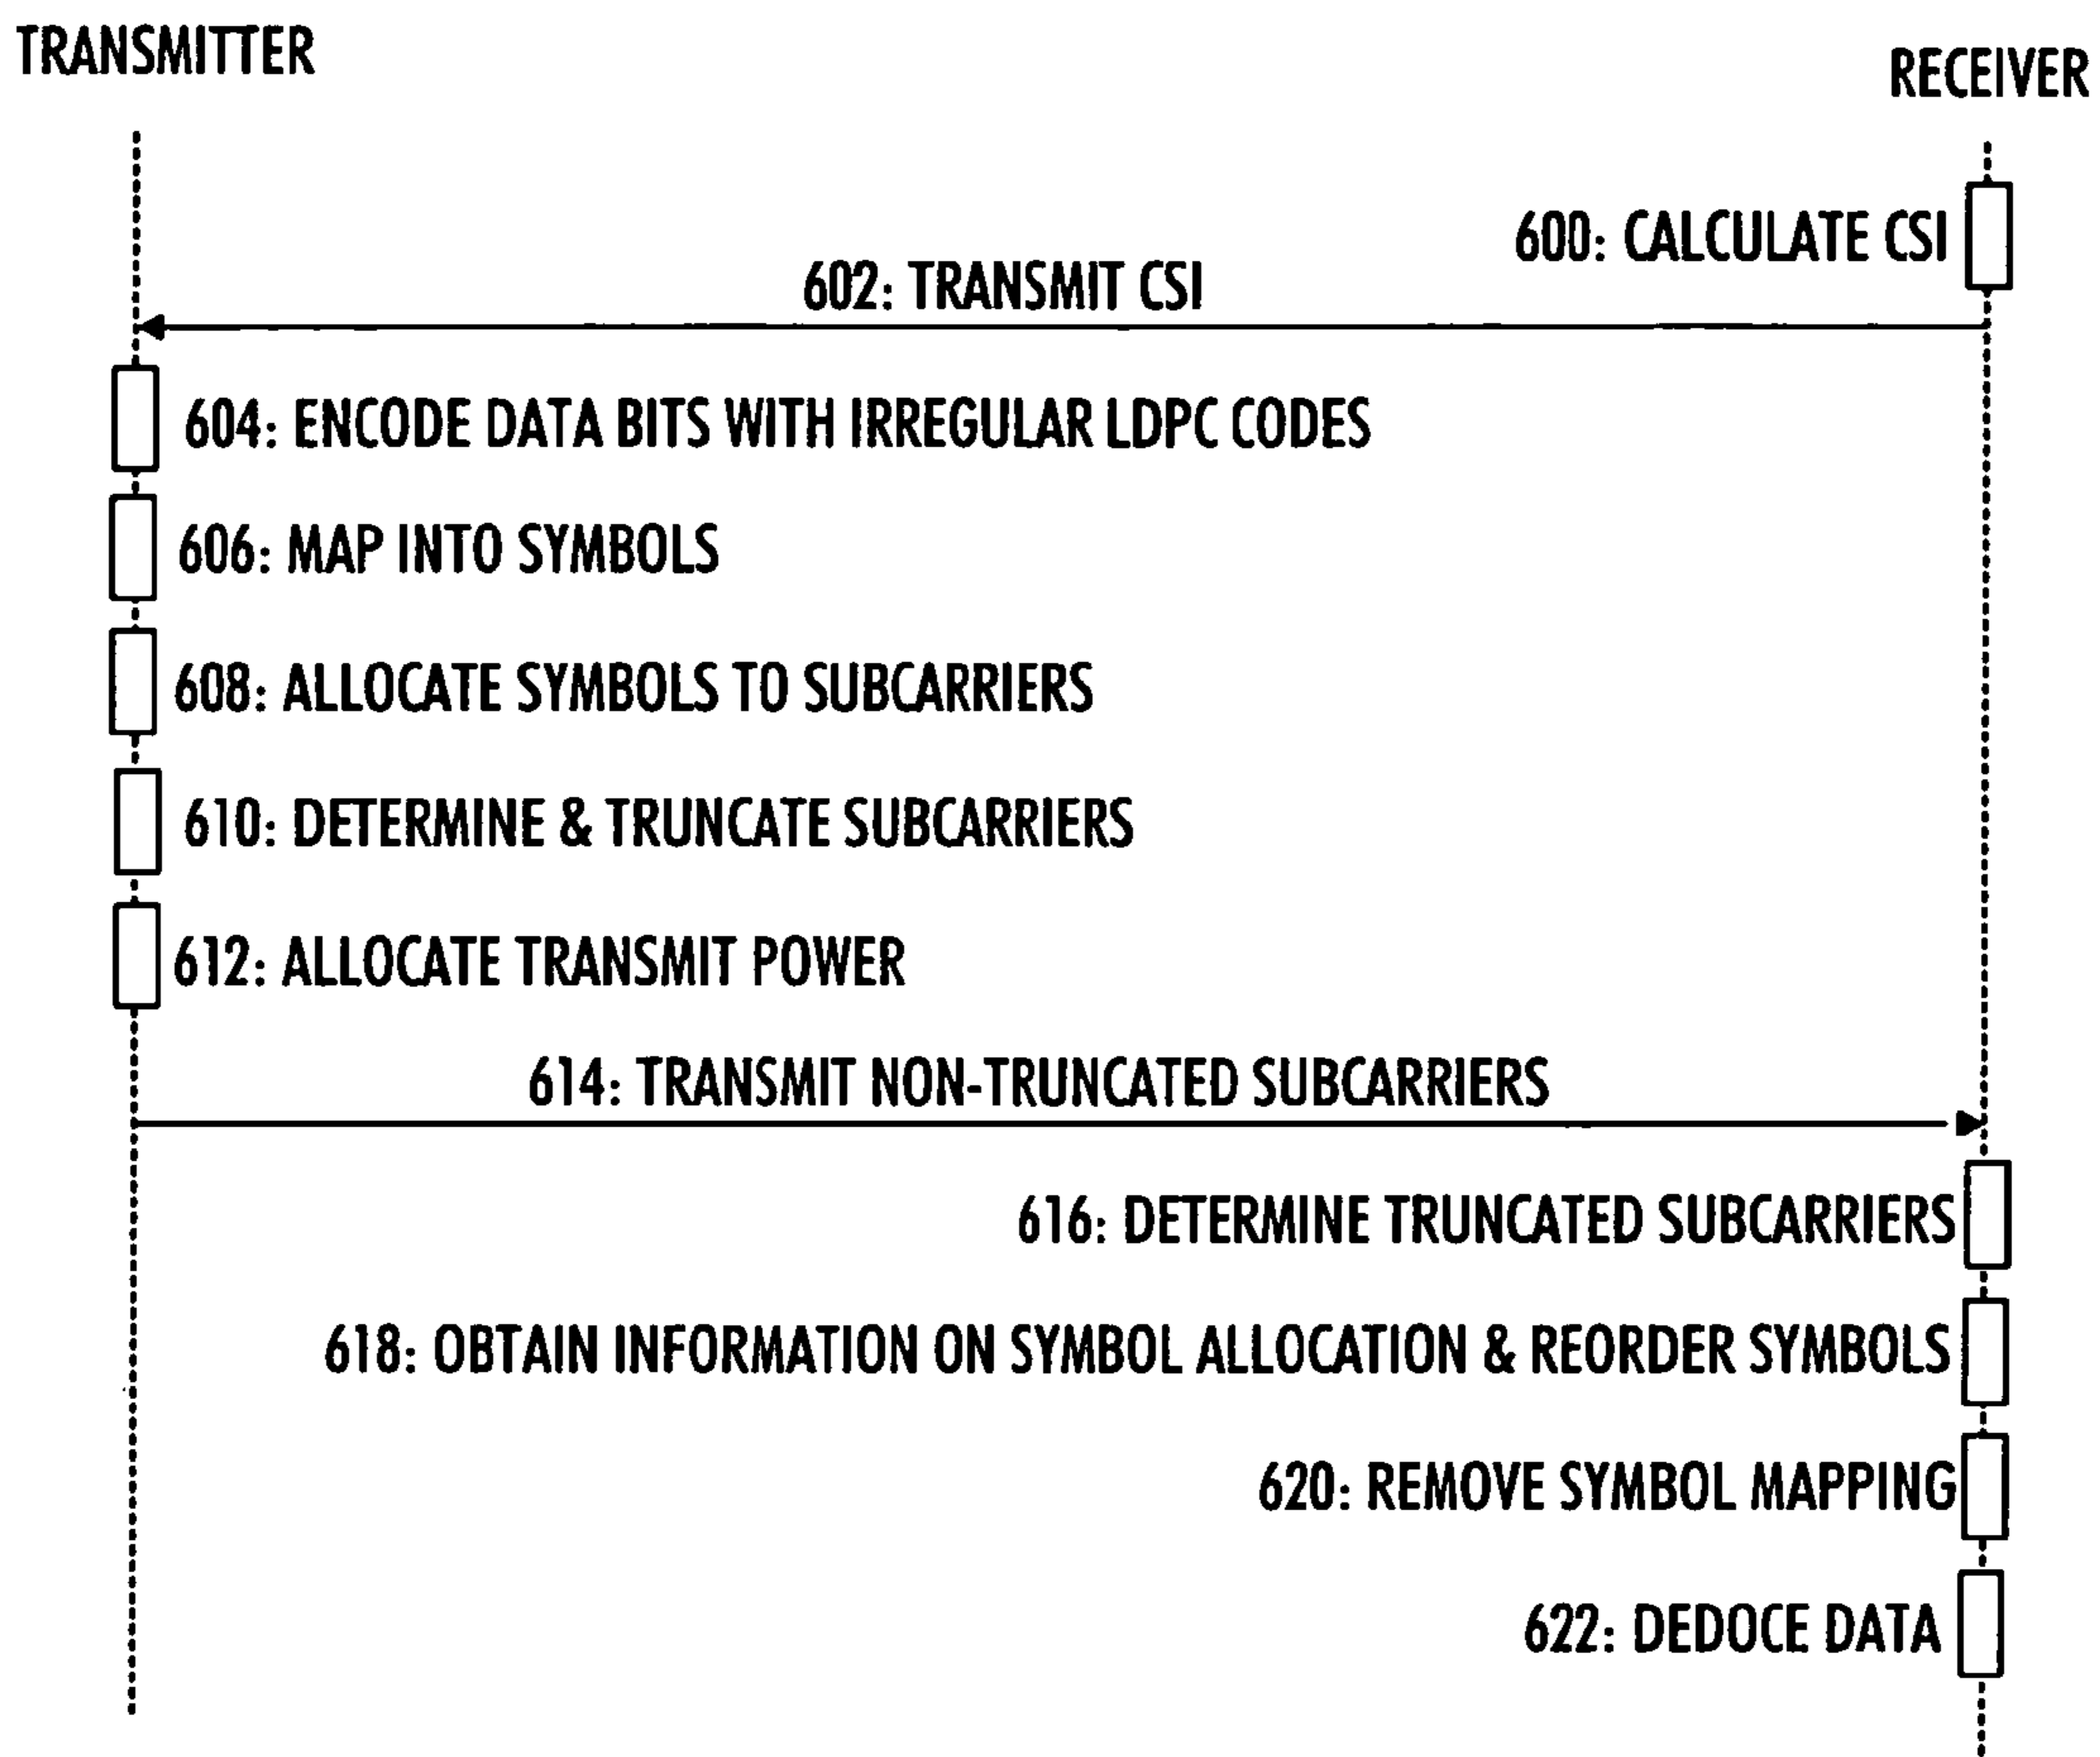 TRANSMITTER
RECEIVER
600: CALCULATE CSI
602: TRANSMIT CSI
604: ENCODE DATA BITS WITH IRREGULAR LDPC CODES
606: MAP INTO SYMBOLS
608: ALLOCATE SYMBOLS TO SUBCARRIERS
610: DETERMINE & TRUNCATE SUBCARRIERS
612: ALLOCATE TRANSMIT POWER
614: TRANSMIT NON-TRUNCATED SUBCARRIERS
616: DETERMINE TRUNCATED SUBCARRIERS
618: OBTAIN INFORMATION ON SYMBOL ALLOCATION & REORDER SYMBOLS
620: REMOVE SYMBOL MAPPING
622: DEDOCE DATA